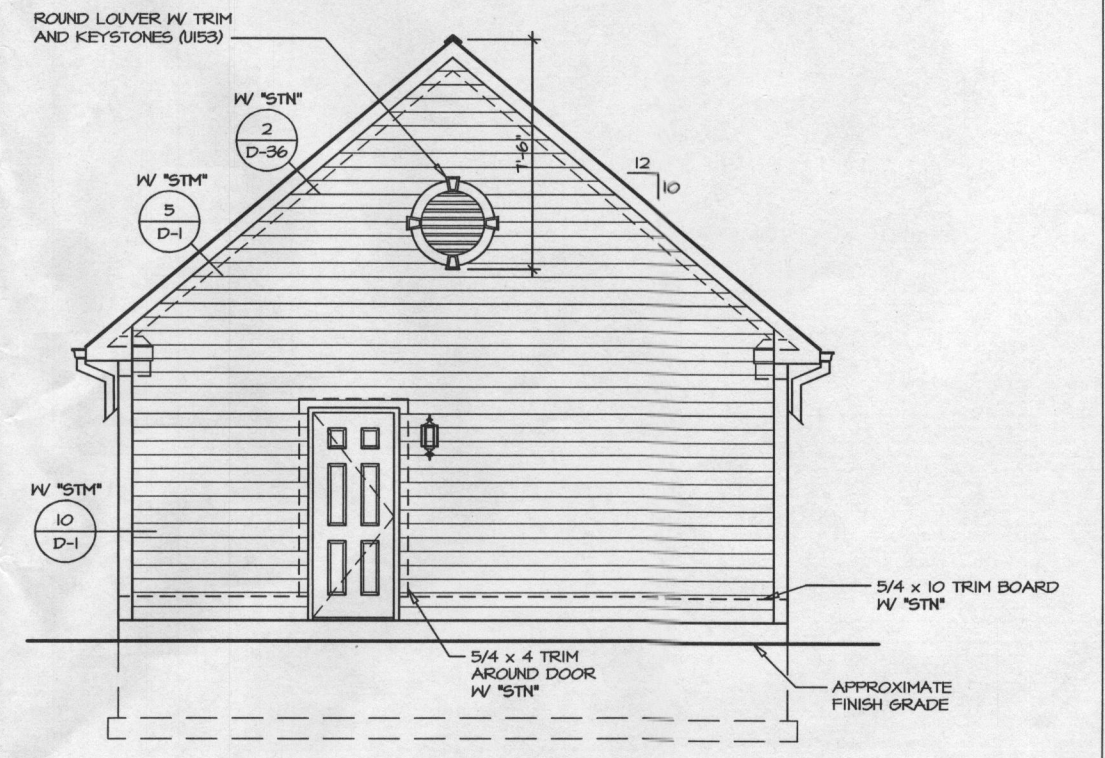 ROUND LOUVER W/ TRIM
AND KEYSTONES (U153)
W/ "STN"
2
D-36
7'-6"
12
10
W/ "STM"
5
D-1
W/ "STM"
10
D-1
5/4 x 10 TRIM BOARD
W/ "STN"
5/4 x 4 TRIM
AROUND DOOR
W/ "STN"
APPROXIMATE
FINISH GRADE